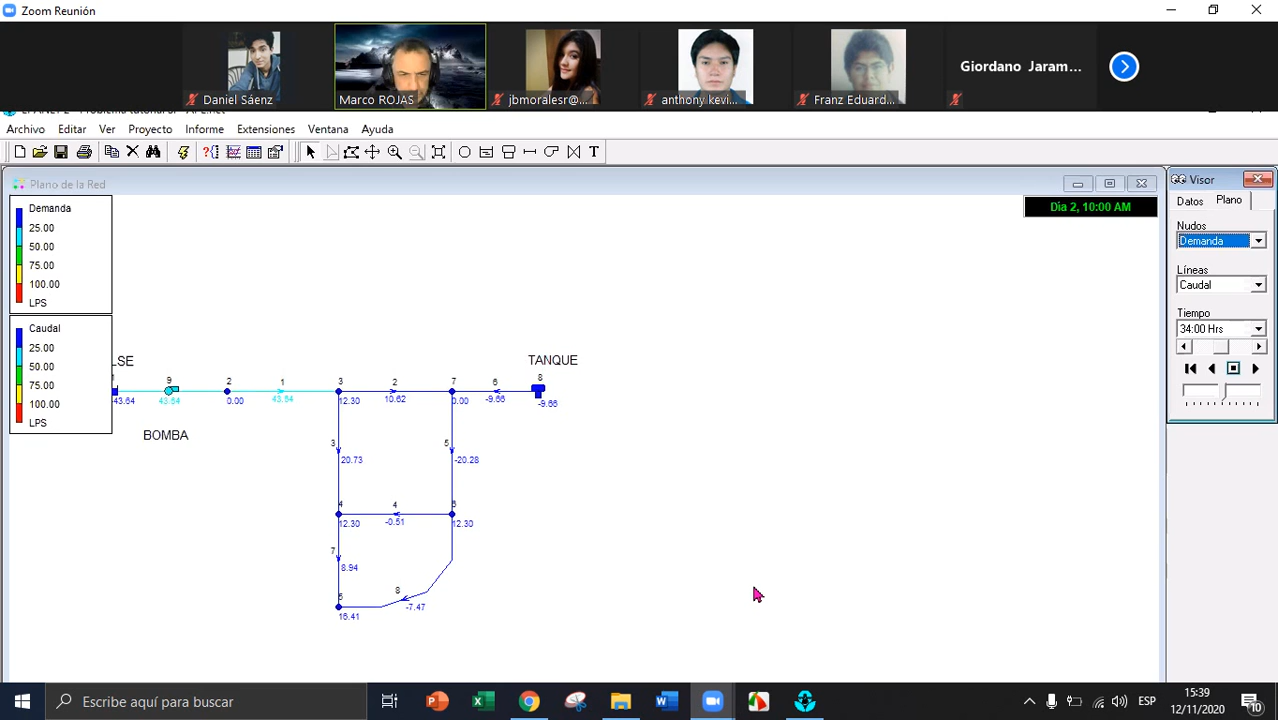 Zoom Reunión
Daniel Sáenz
Marco ROJAS
jbmoralesr@...
anthony kevi...
Franz Eduard...
Giordano Jaram...
Archivo Editar Ver Proyecto Informe Extensiones Ventana Ayuda
T
Plano de la Red
Día 2, 10:00 AM
Demanda
25.00
50.00
75.00
100.00
LPS
Caudal
25.00
50.00
75.00
100.00
LPS
LSE
TANQUE
BOMBA
1 9 2 1 3 2 7 6 8
-43.64 43.64 0.00 43.64 12.30 10.62 0.00 -9.66 -9.66
3 5
20.73 -20.28
4 4 6
12.30 -0.51 12.30
7
8.94
8
-7.47
5
16.41
Visor
Datos Plano
Nudos
Demanda
Líneas
Caudal
Tiempo
34:00 Hrs
Escribe aquí para buscar
ESP
15:39
12/11/2020
10